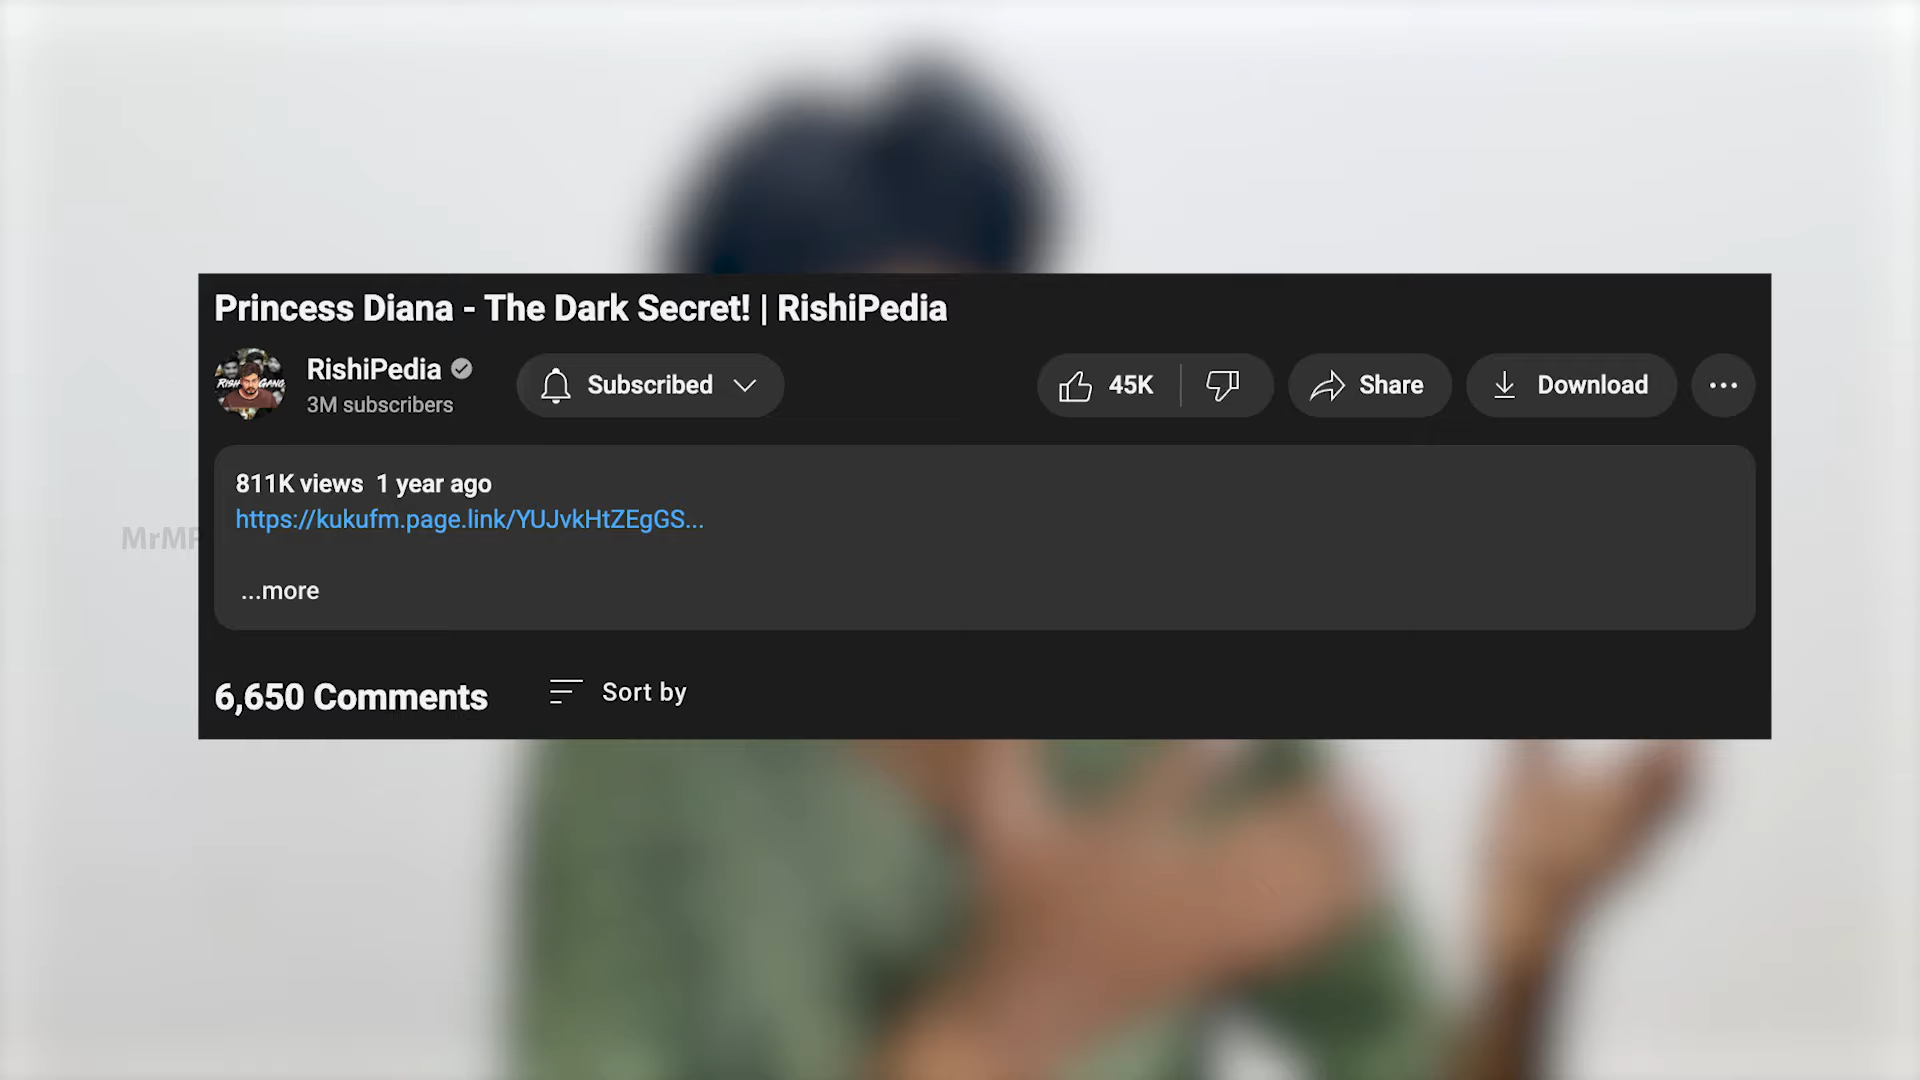 Princess Diana - The Dark Secret! | RishiPedia
RishiPedia
3M subscribers
Subscribed
45K
Share
Download
811K views 1 year ago
https://kukufm.page.link/YUJvkHtZEgGS...
...more
MrMP
6,650 Comments
Sort by